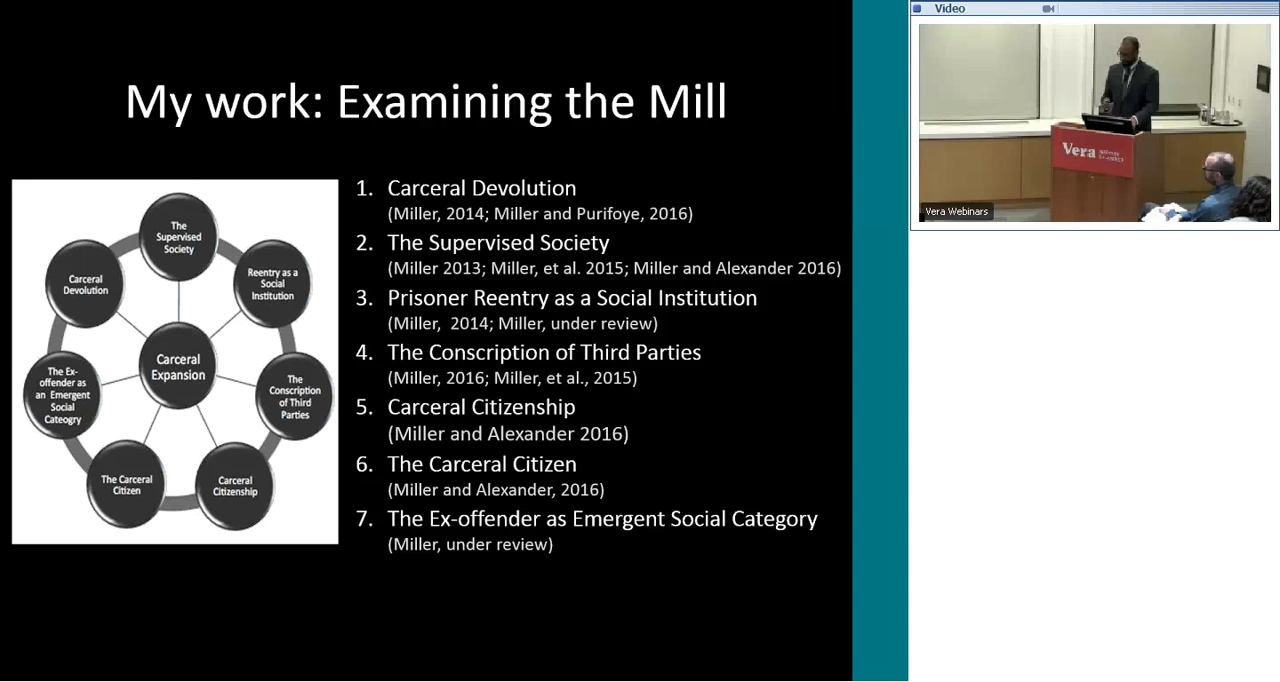 My work: Examining the Mill
The
Supervised
Society
Reentry as a
Social
Institution
The
Conscription
of Third
Parties
Carceral
Citizenship
The Carceral
Citizen
The Ex-
offender as
an Emergent
Social
Cateogry
Carceral
Devolution
Carceral
Expansion
1. Carceral Devolution
(Miller, 2014; Miller and Purifoye, 2016)
2. The Supervised Society
(Miller 2013; Miller, et al. 2015; Miller and Alexander 2016)
3. Prisoner Reentry as a Social Institution
(Miller, 2014; Miller, under review)
4. The Conscription of Third Parties
(Miller, 2016; Miller, et al., 2015)
5. Carceral Citizenship
(Miller and Alexander 2016)
6. The Carceral Citizen
(Miller and Alexander, 2016)
7. The Ex-offender as Emergent Social Category
(Miller, under review)
Video
Vera
Vera Webinars